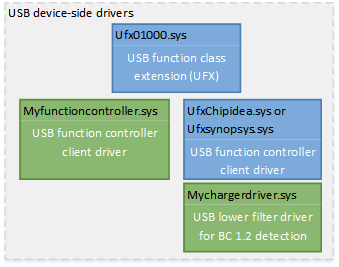 USB device-side drivers
Ufx01000.sys
USB function class
extension (UFX)
Myfunctioncontroller.sys
USB function controller
client driver
UfxChipidea.sys or
Ufxsynopsys.sys
USB function controller
client driver
Mychargerdriver.sys
USB lower filter driver
for BC 1.2 detection